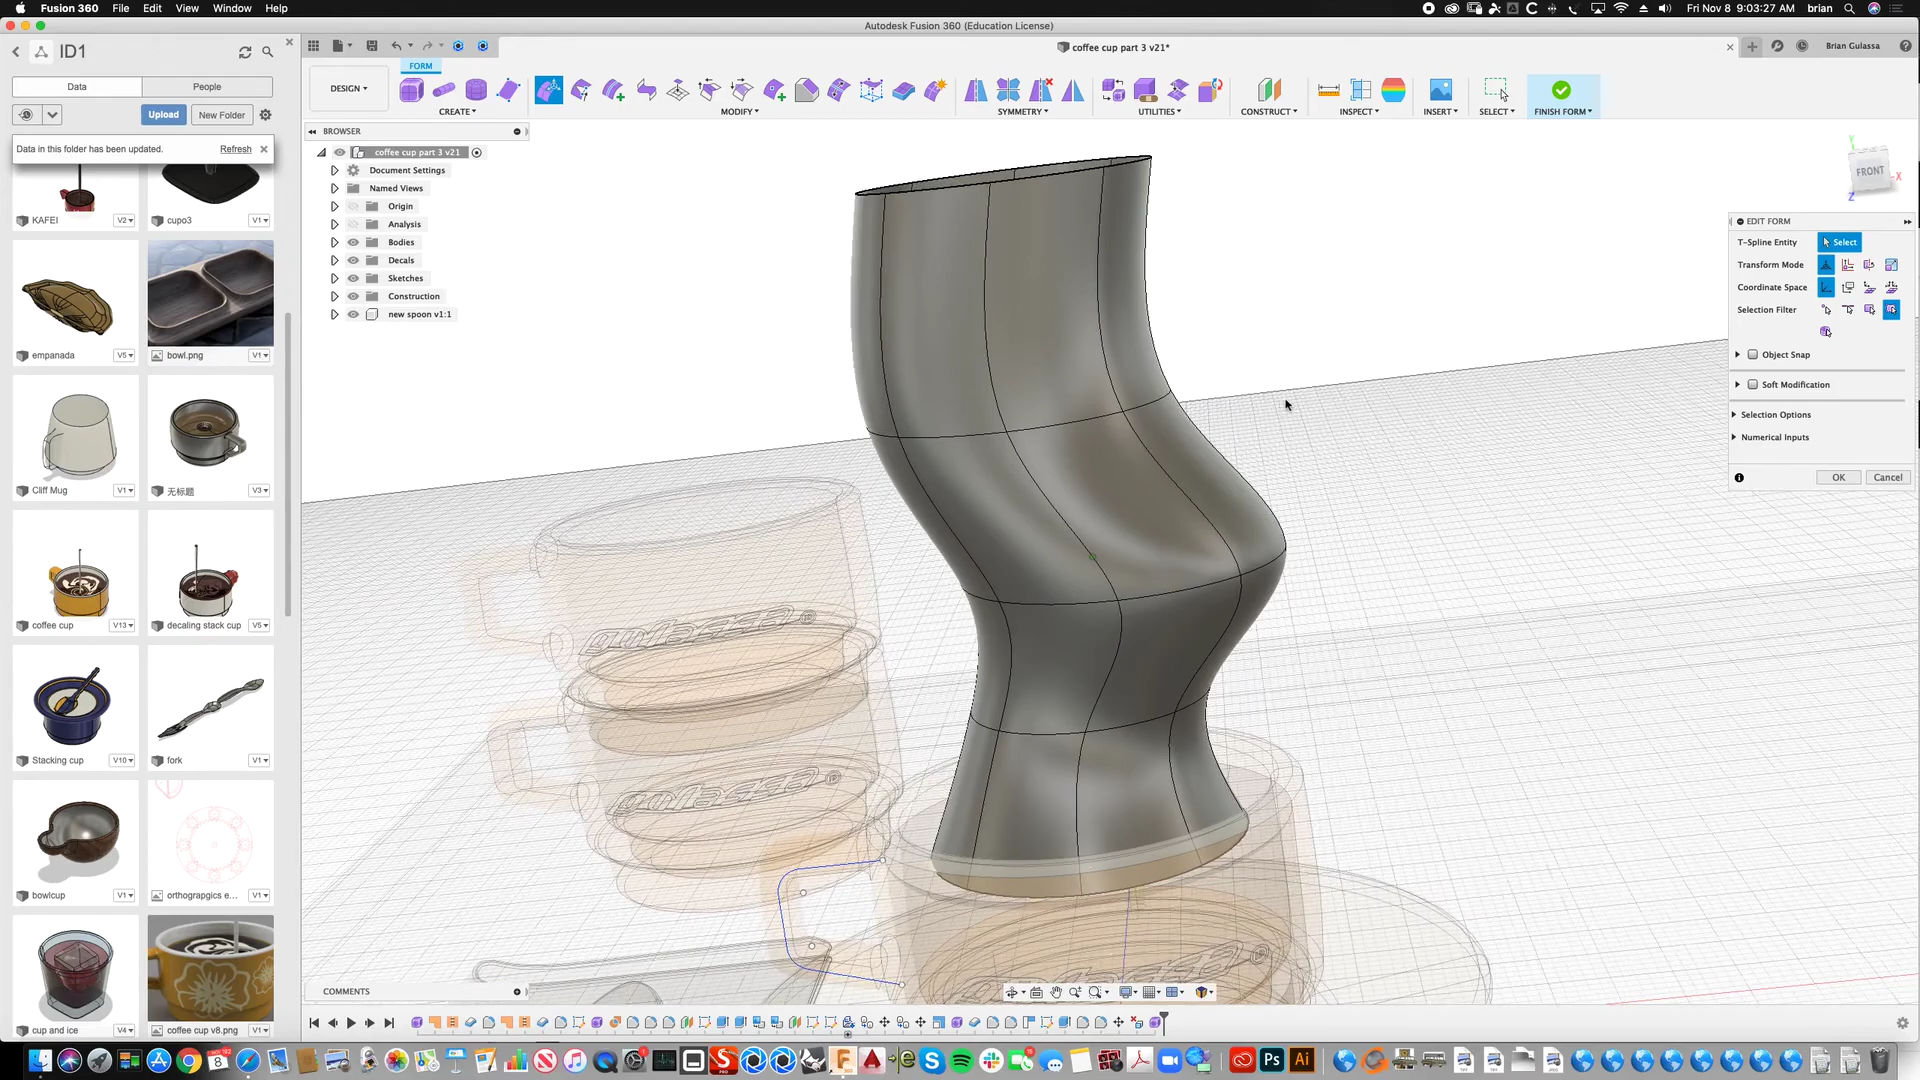 Fusion 360 File Edit View Window Help
Fri Nov 8 9:03:27 AM brian
Autodesk Fusion 360 (Education License)
ID1
coffee cup part 3 v21*
Brian Gulassa
Data People
Upload New Folder
Data in this folder has been updated. Refresh
KAFEI V2
cupo3 V1
empanada V5
bowl.png V1
Cliff Mug V1
无标题 V3
coffee cup V13
decaling stack cup V5
Stacking cup V10
fork V1
bowlcup V1
orthograpgics e... V1
cup and ice V4
coffee cup v8.png V1
FORM
DESIGN
CREATE MODIFY SYMMETRY UTILITIES CONSTRUCT INSPECT INSERT SELECT FINISH FORM
BROWSER
coffee cup part 3 v21
Document Settings
Named Views
Origin
Analysis
Bodies
Decals
Sketches
Construction
new spoon v1:1
gulassa
gulassa
FRONT
Y
X
Z
EDIT FORM
T-Spline Entity Select
Transform Mode
Coordinate Space
Selection Filter
Object Snap
Soft Modification
Selection Options
Numerical Inputs
OK Cancel
COMMENTS
Ps Ai